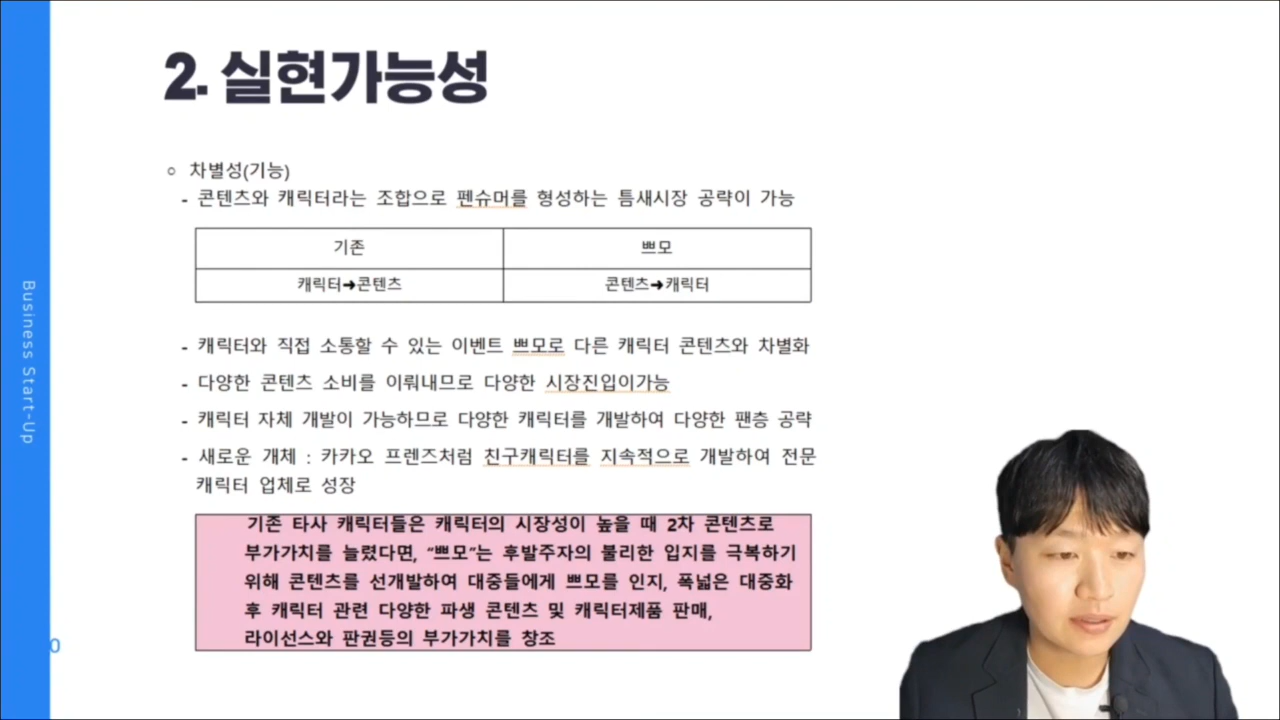 2. 실현가능성
Business Start-Up
○ 차별성(기능)
- 콘텐츠와 캐릭터라는 조합으로 펜슈머를 형성하는 틈새시장 공략이 가능
기존 쁘모
캐릭터➜콘텐츠 콘텐츠➜캐릭터
- 캐릭터와 직접 소통할 수 있는 이벤트 쁘모로 다른 캐릭터 콘텐츠와 차별화
- 다양한 콘텐츠 소비를 이뤄내므로 다양한 시장진입이가능
- 캐릭터 자체 개발이 가능하므로 다양한 캐릭터를 개발하여 다양한 팬층 공략
- 새로운 개체 : 카카오 프렌즈처럼 친구캐릭터를 지속적으로 개발하여 전문
캐릭터 업체로 성장
기존 타사 캐릭터들은 캐릭터의 시장성이 높을 때 2차 콘텐츠로
부가가치를 늘렸다면, “쁘모”는 후발주자의 불리한 입지를 극복하기
위해 콘텐츠를 선개발하여 대중들에게 쁘모를 인지, 폭넓은 대중화
후 캐릭터 관련 다양한 파생 콘텐츠 및 캐릭터제품 판매,
라이선스와 판권등의 부가가치를 창조
0